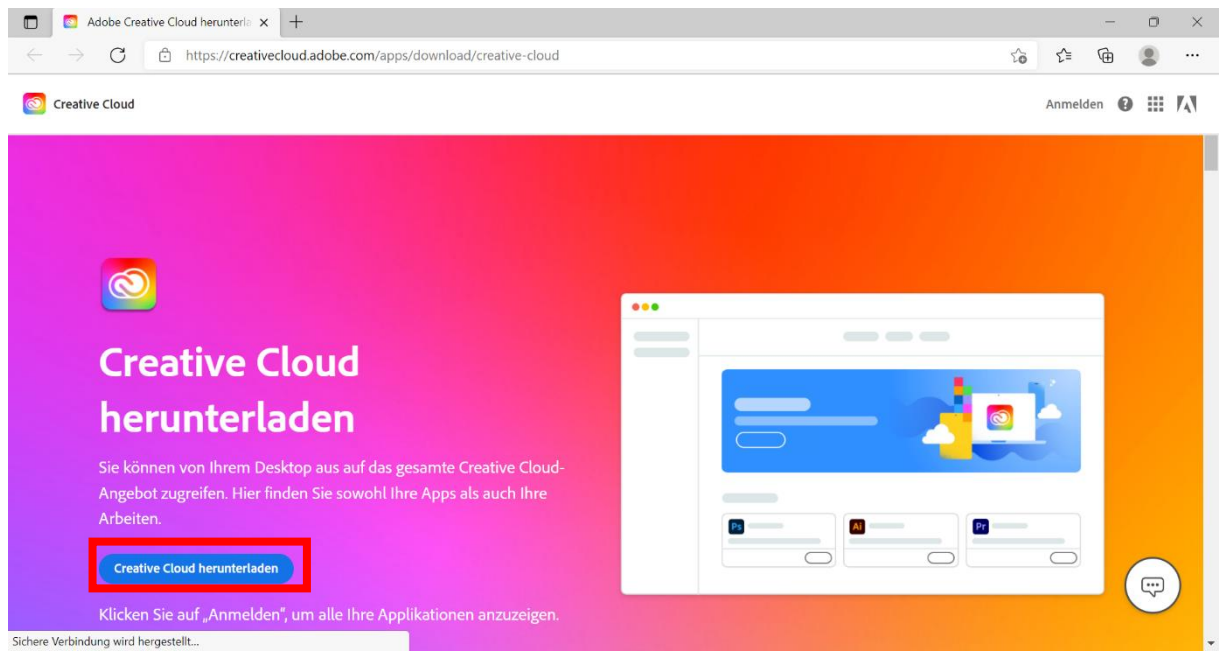 Adobe Creative Cloud herunterla
https://creativecloud.adobe.com/apps/download/creative-cloud
Creative Cloud
Anmelden
Creative Cloud
herunterladen
Sie können von Ihrem Desktop aus auf das gesamte Creative Cloud-
Angebot zugreifen. Hier finden Sie sowohl Ihre Apps als auch Ihre
Arbeiten.
Ps
Ai
Pr
Creative Cloud herunterladen
Klicken Sie auf „Anmelden", um alle Ihre Applikationen anzuzeigen.
Sichere Verbindung wird hergestellt...